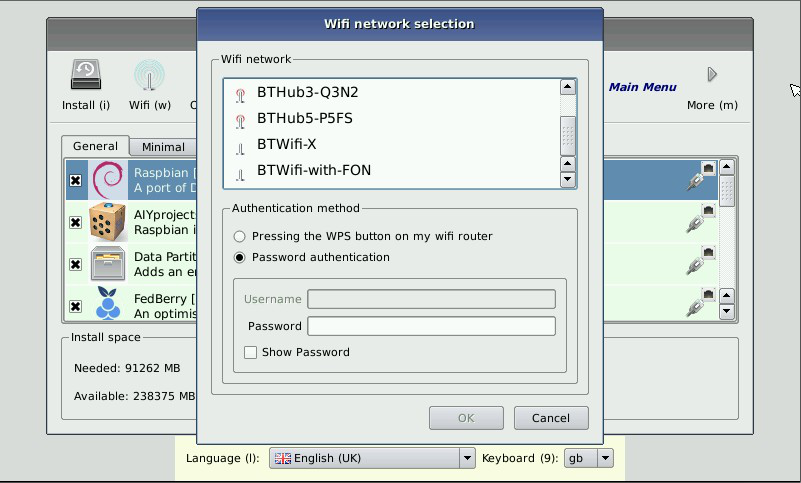 Wifi network selection
Wifi network
BTHub3-Q3N2
BTHub5-P5FS
BTWifi-X
BTWifi-with-FON
Authentication method
Pressing the WPS button on my wifi router
Password authentication
Username
Password
Show Password
OK
Cancel
Install (i)
Wifi (w)
Main Menu
More (m)
General
Minimal
Raspbian [
A port of D
AIYproject
Raspbian i
Data Partit
Adds an e
FedBerry [
An optimis
Install space
Needed: 91262 MB
Available: 238375 MB
Language (l):
English (UK)
Keyboard (9):
gb